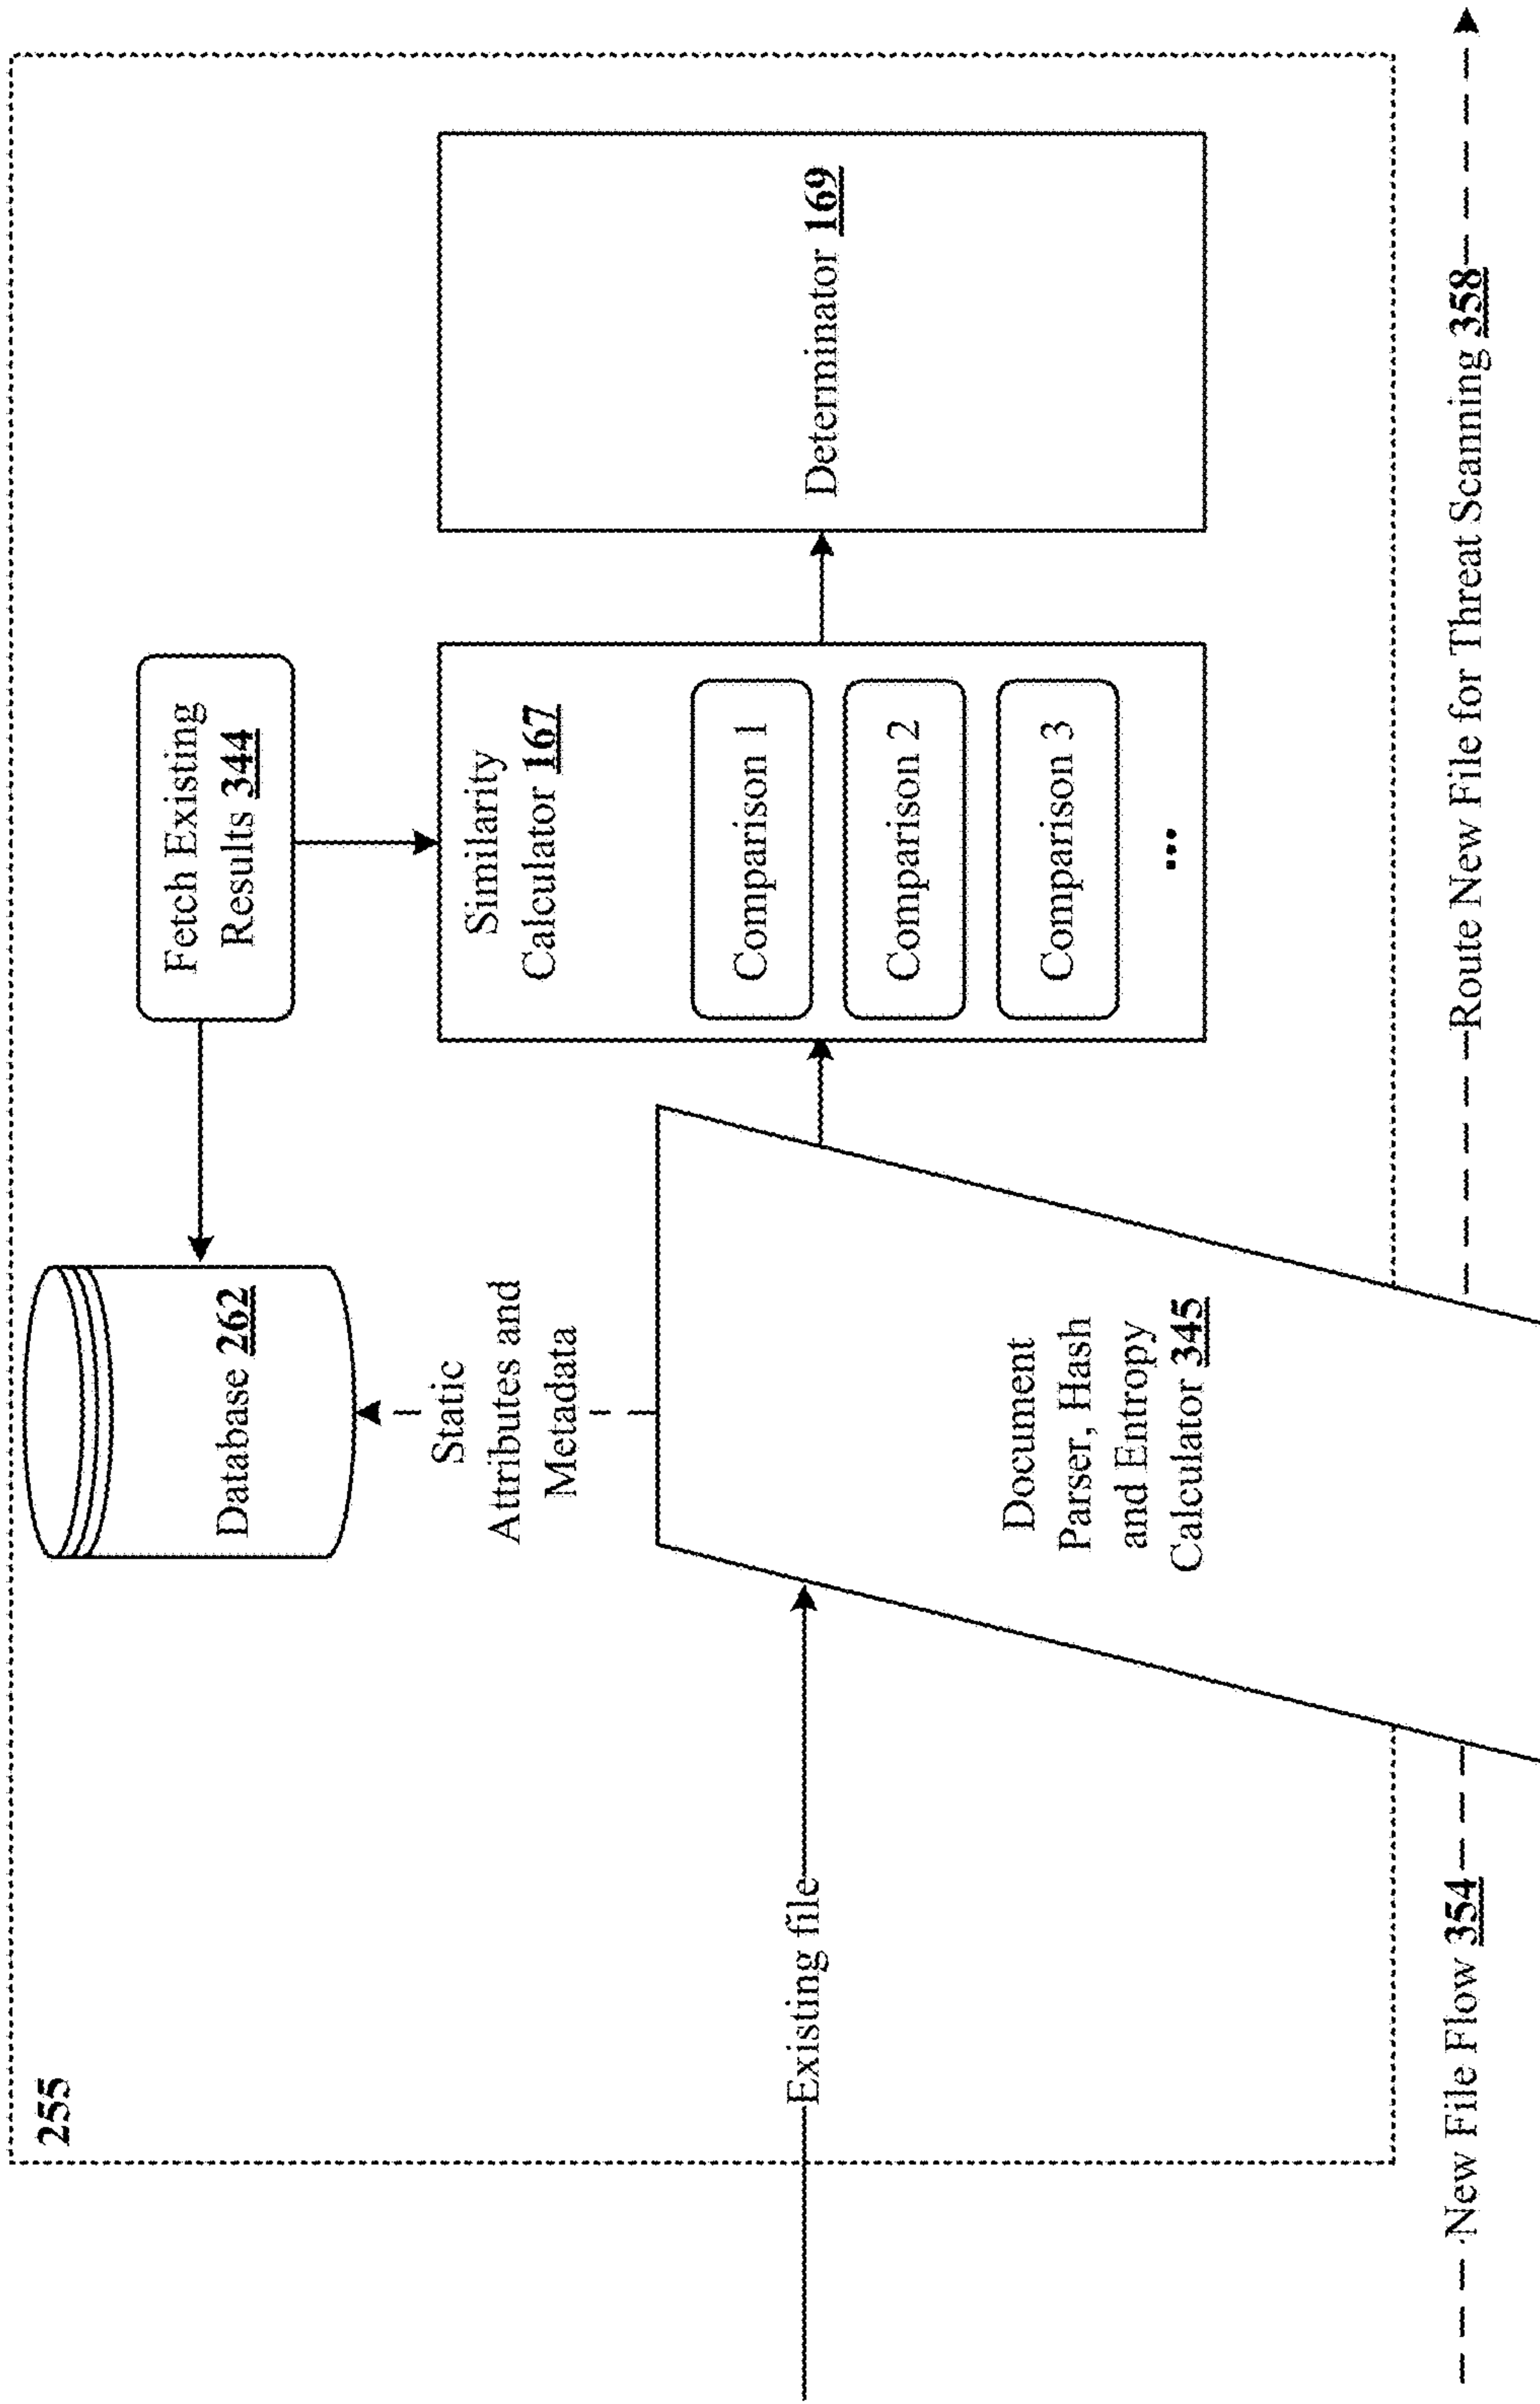 255
Database 262
Fetch Existing
Results 344
Static
Attributes and
Metadata
Similarity
Calculator 167
Comparison 1
Comparison 2
Comparison 3
...
Determinator 169
Existing file
Document
Parser, Hash
and Entropy
Calculator 345
New File Flow 354
Route New File for Threat Scanning 358